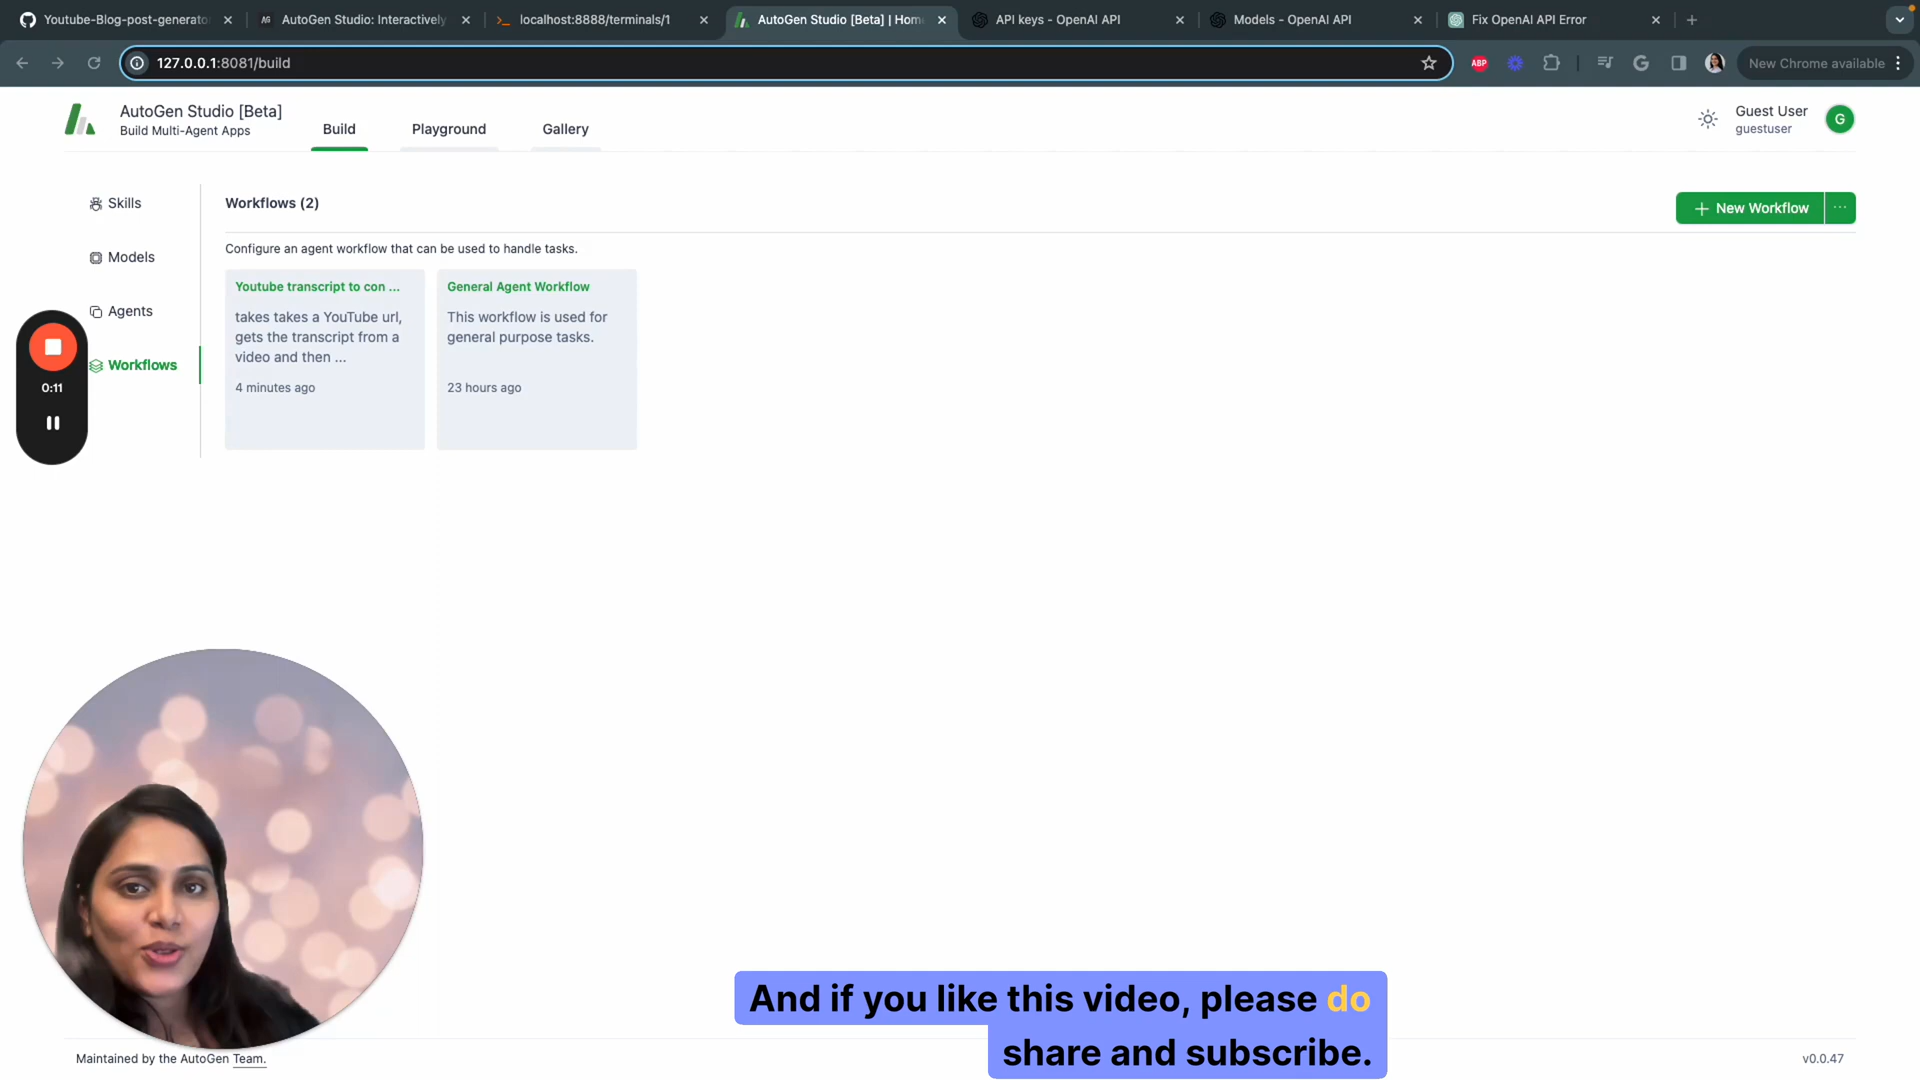 Youtube-Blog-post-generato
AutoGen Studio: Interactively
localhost:8888/terminals/1
AutoGen Studio [Beta] | Hom
API keys - OpenAI API
Models - OpenAI API
Fix OpenAI API Error
127.0.0.1:8081/build
ABP
New Chrome available
AutoGen Studio [Beta]
Build Multi-Agent Apps
Build
Playground
Gallery
Guest User
guestuser
G
Skills
Models
Agents
Workflows
0:11
Workflows (2)
New Workflow
Configure an agent workflow that can be used to handle tasks.
Youtube transcript to con ...
takes takes a YouTube url,
gets the transcript from a
video and then ...
4 minutes ago
General Agent Workflow
This workflow is used for
general purpose tasks.
23 hours ago
And if you like this video, please do
share and subscribe.
Maintained by the AutoGen Team.
v0.0.47